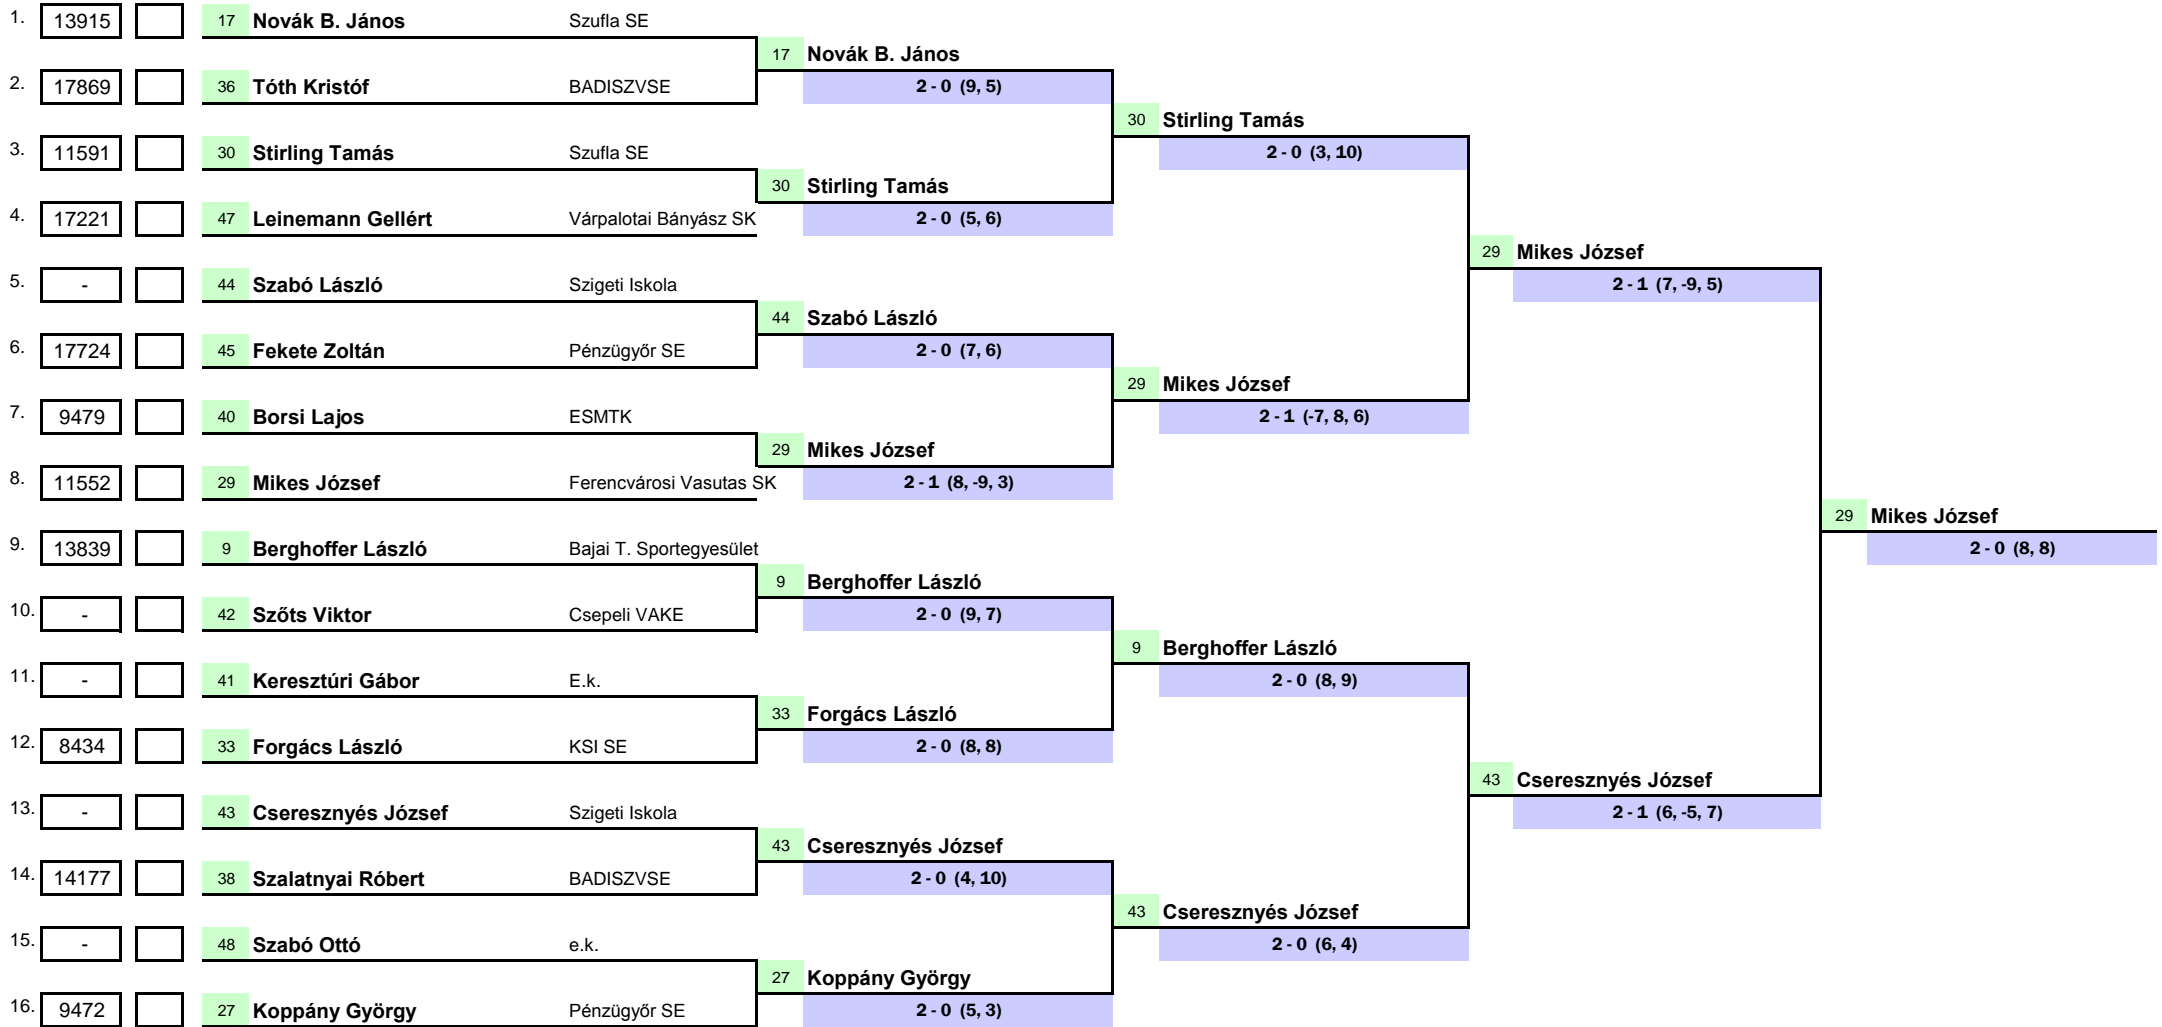 1. 13915 17 Novák B. János Szufla SE
17 Novák B. János
2. 17869 36 Tóth Kristóf BADISZVSE 2 - 0 (9, 5)
30 Stirling Tamás
3. 11591 30 Stirling Tamás Szufla SE 2 - 0 (3, 10)
30 Stirling Tamás
4. 17221 47 Leinemann Gellért Várpalotai Bányász SK 2 - 0 (5, 6)
29 Mikes József
5. - 44 Szabó László Szigeti Iskola 2 - 1 (7, -9, 5)
44 Szabó László
6. 17724 45 Fekete Zoltán Pénzügyőr SE 2 - 0 (7, 6)
29 Mikes József
7. 9479 40 Borsi Lajos ESMTK 2 - 1 (-7, 8, 6)
29 Mikes József
8. 11552 29 Mikes József Ferencvárosi Vasutas SK 2 - 1 (8, -9, 3)
29 Mikes József
9. 13839 9 Berghoffer László Bajai T. Sportegyesület 2 - 0 (8, 8)
9 Berghoffer László
10. - 42 Szőts Viktor Csepeli VAKE 2 - 0 (9, 7)
9 Berghoffer László
11. - 41 Keresztúri Gábor E.k. 2 - 0 (8, 9)
33 Forgács László
12. 8434 33 Forgács László KSI SE 2 - 0 (8, 8)
43 Cseresznyés József
13. - 43 Cseresznyés József Szigeti Iskola 2 - 1 (6, -5, 7)
43 Cseresznyés József
14. 14177 38 Szalatnyai Róbert BADISZVSE 2 - 0 (4, 10)
43 Cseresznyés József
15. - 48 Szabó Ottó e.k. 2 - 0 (6, 4)
27 Koppány György
16. 9472 27 Koppány György Pénzügyőr SE 2 - 0 (5, 3)